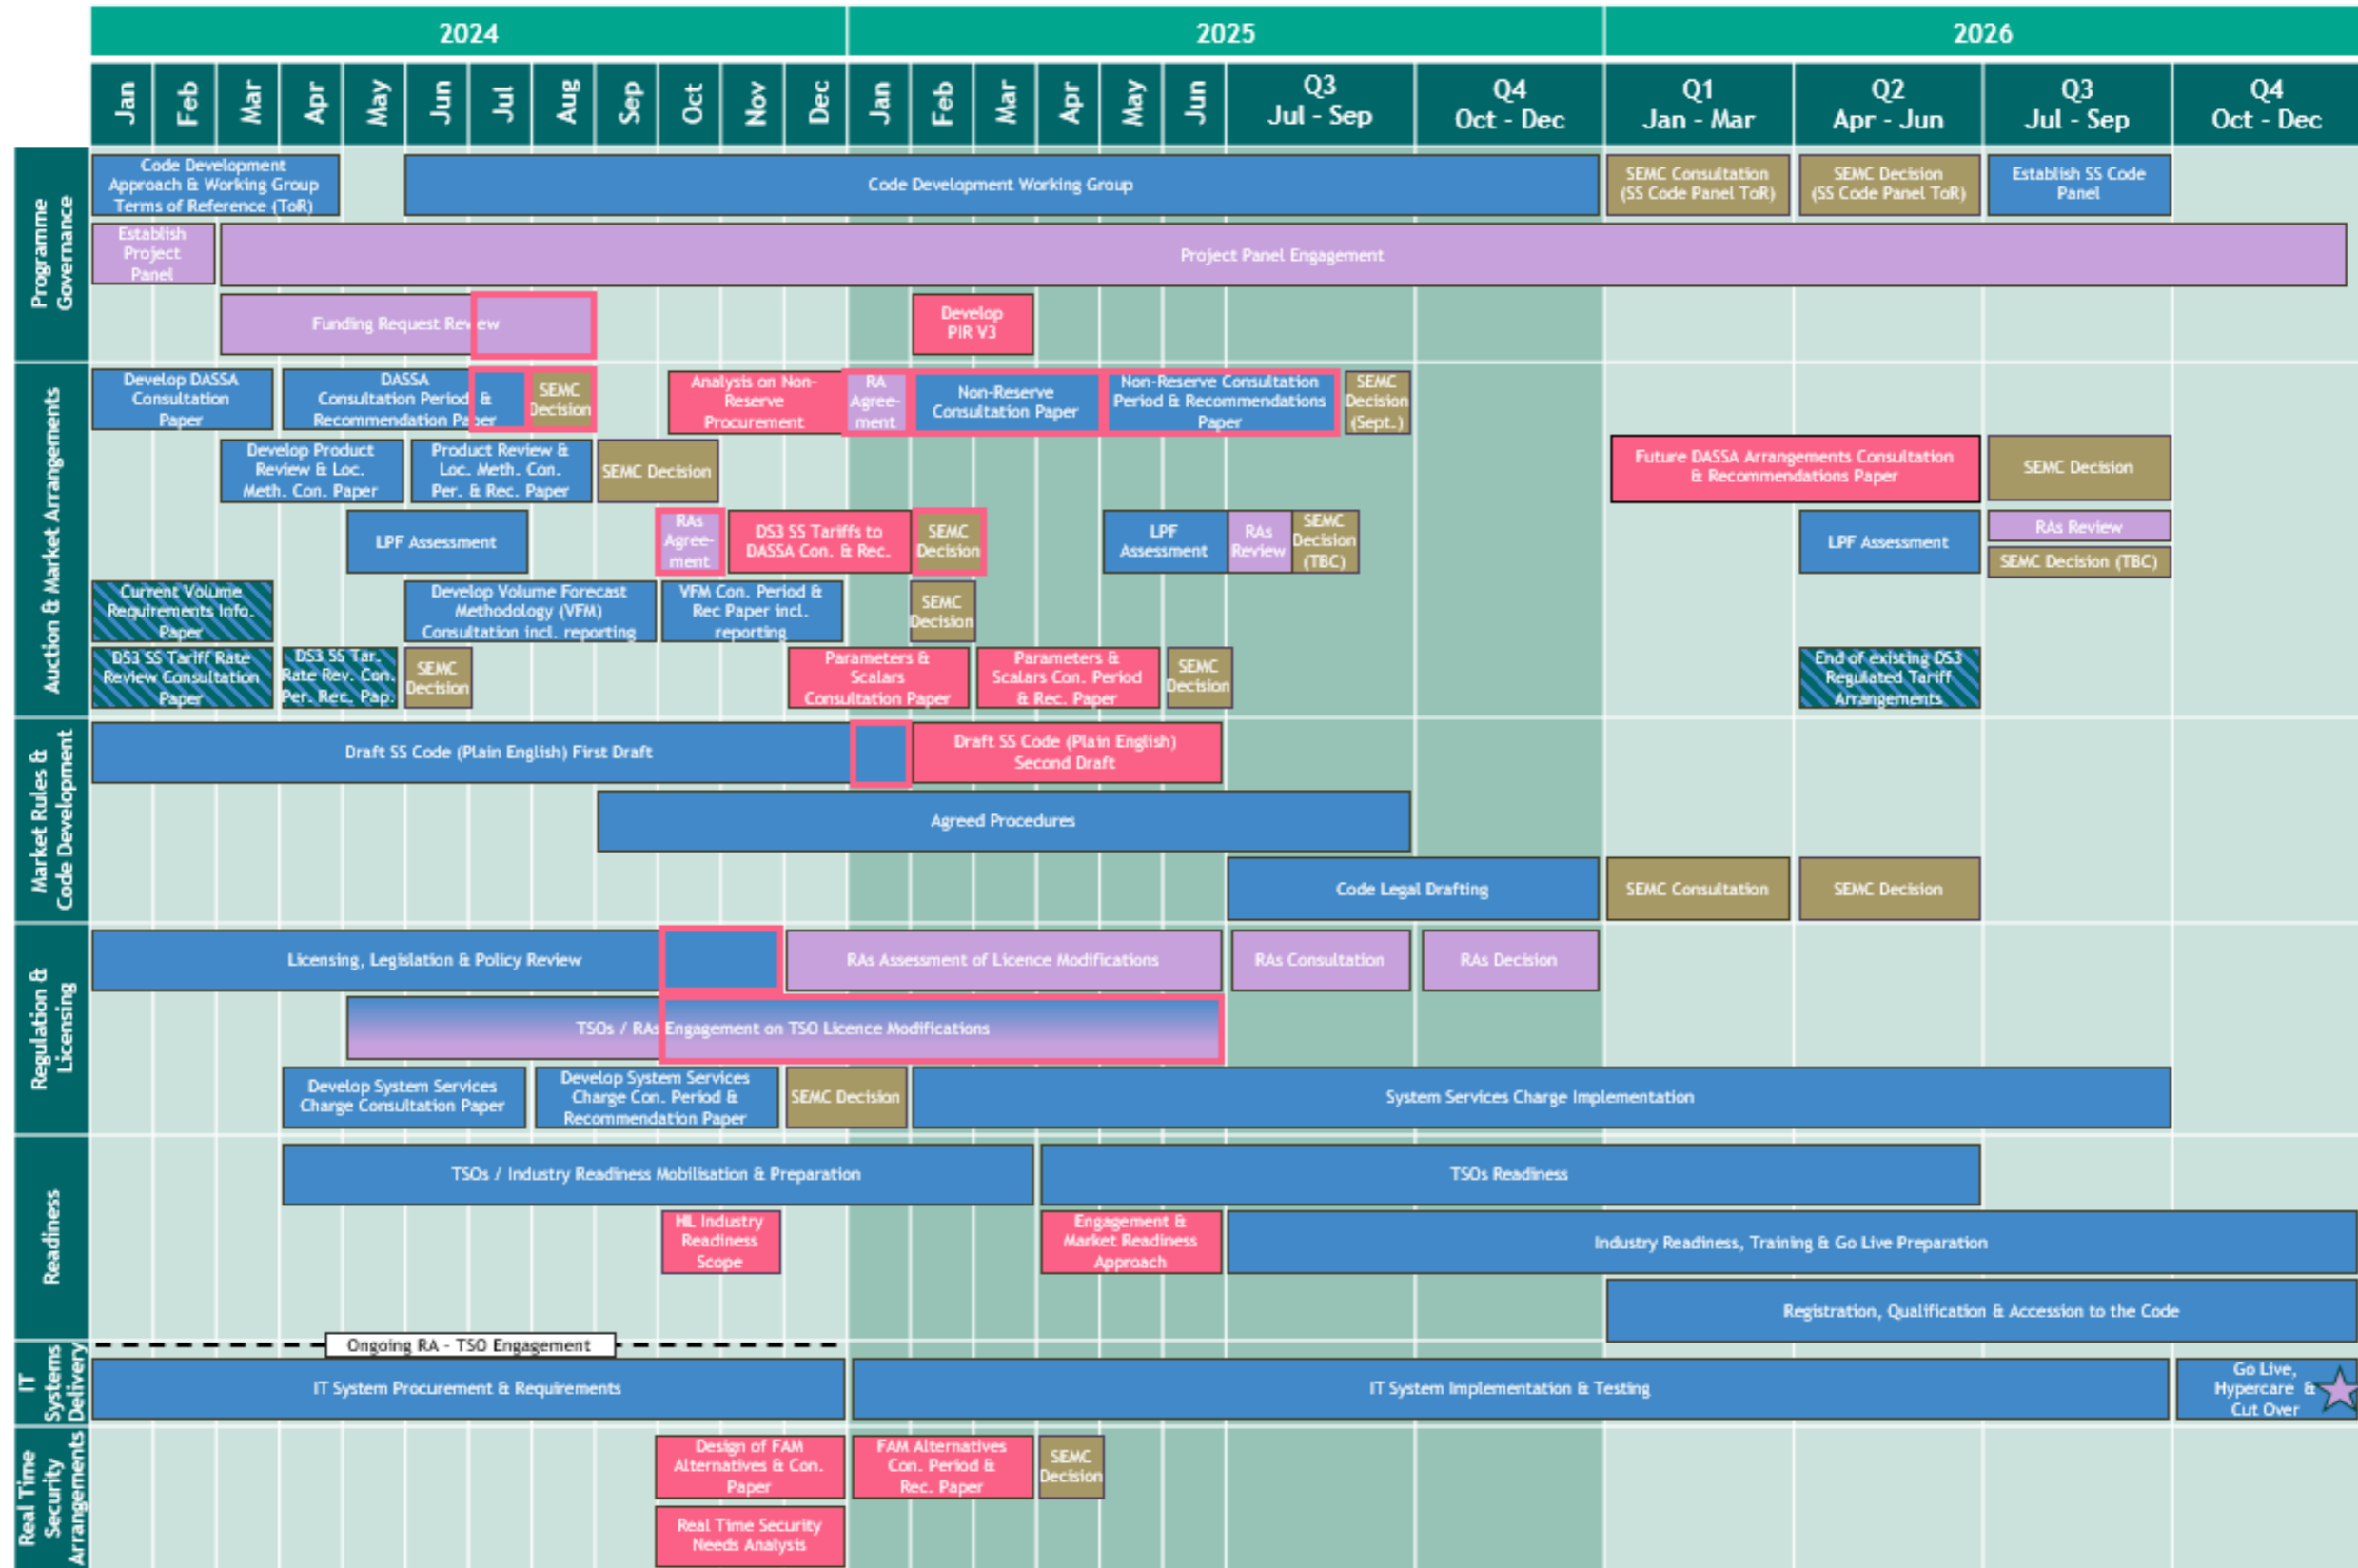 2024
2025
2026
Jan
Feb
Mar
Apr
May
Jun
Jul
Aug
Sep
Oct
Nov
Dec
Jan
Feb
Mar
Apr
May
Jun
Q3
Jul - Sep
Q4
Oct - Dec
Q1
Jan - Mar
Q2
Apr - Jun
Q3
Jul - Sep
Q4
Oct - Dec
Programme
Governance
Code Development
Approach & Working Group
Terms of Reference (ToR)
Code Development Working Group
SEMC Consultation
(SS Code Panel ToR)
SEMC Decision
(SS Code Panel ToR)
Establish SS Code
Panel
Establish
Project
Panel
Project Panel Engagement
Funding Request Review
Develop
PIR V3
Auction & Market Arrangements
Develop DASSA
Consultation
Paper
DASSA
Consultation Period &
Recommendation Paper
SEMC
Decision
Analysis on Non-
Reserve
Procurement
RA
Agree-
ment
Non-Reserve
Consultation Paper
Non-Reserve Consultation
Period & Recommendations
Paper
SEMC
Decision
(Sept.)
Develop Product
Review & Loc.
Meth. Con. Paper
Product Review &
Loc. Meth. Con.
Per. & Rec. Paper
SEMC Decision
Future DASSA Arrangements Consultation
& Recommendations Paper
SEMC Decision
LPF Assessment
RAs
Agree-
ment
DS3 SS Tariffs to
DASSA Con. & Rec.
SEMC
Decision
LPF
Assessment
RAs
Review
SEMC
Decision
(TBC)
LPF Assessment
RAs Review
SEMC Decision (TBC)
Current Volume
Requirements Info.
Paper
Develop Volume Forecast
Methodology (VFM)
Consultation incl. reporting
VFM Con. Period &
Rec Paper incl.
reporting
SEMC
Decision
DS3 SS Tariff Rate
Review Consultation
Paper
DS3 SS Tar.
Rate Rev. Con.
Per. Rec. Pap.
SEMC
Decision
Parameters &
Scalars
Consultation Paper
Parameters &
Scalars Con. Period
& Rec. Paper
SEMC
Decision
End of existing DS3
Regulated Tariff
Arrangements
Market Rules &
Code Development
Draft SS Code (Plain English) First Draft
Draft SS Code (Plain English)
Second Draft
Agreed Procedures
Code Legal Drafting
SEMC Consultation
SEMC Decision
Regulation &
Licensing
Licensing, Legislation & Policy Review
RAs Assessment of Licence Modifications
RAs Consultation
RAs Decision
TSOs / RAs Engagement on TSO Licence Modifications
Develop System Services
Charge Consultation Paper
Develop System Services
Charge Con. Period &
Recommendation Paper
SEMC Decision
System Services Charge Implementation
Readiness
TSOs / Industry Readiness Mobilisation & Preparation
TSOs Readiness
HL Industry
Readiness
Scope
Engagement &
Market Readiness
Approach
Industry Readiness, Training & Go Live Preparation
Registration, Qualification & Accession to the Code
Ongoing RA - TSO Engagement
IT
Systems
Delivery
IT System Procurement & Requirements
IT System Implementation & Testing
Go Live,
Hypercare &
Cut Over
Real Time
Security
Arrangements
Design of FAM
Alternatives & Con.
Paper
FAM Alternatives
Con. Period &
Rec. Paper
SEMC
Decision
Real Time Security
Needs Analysis